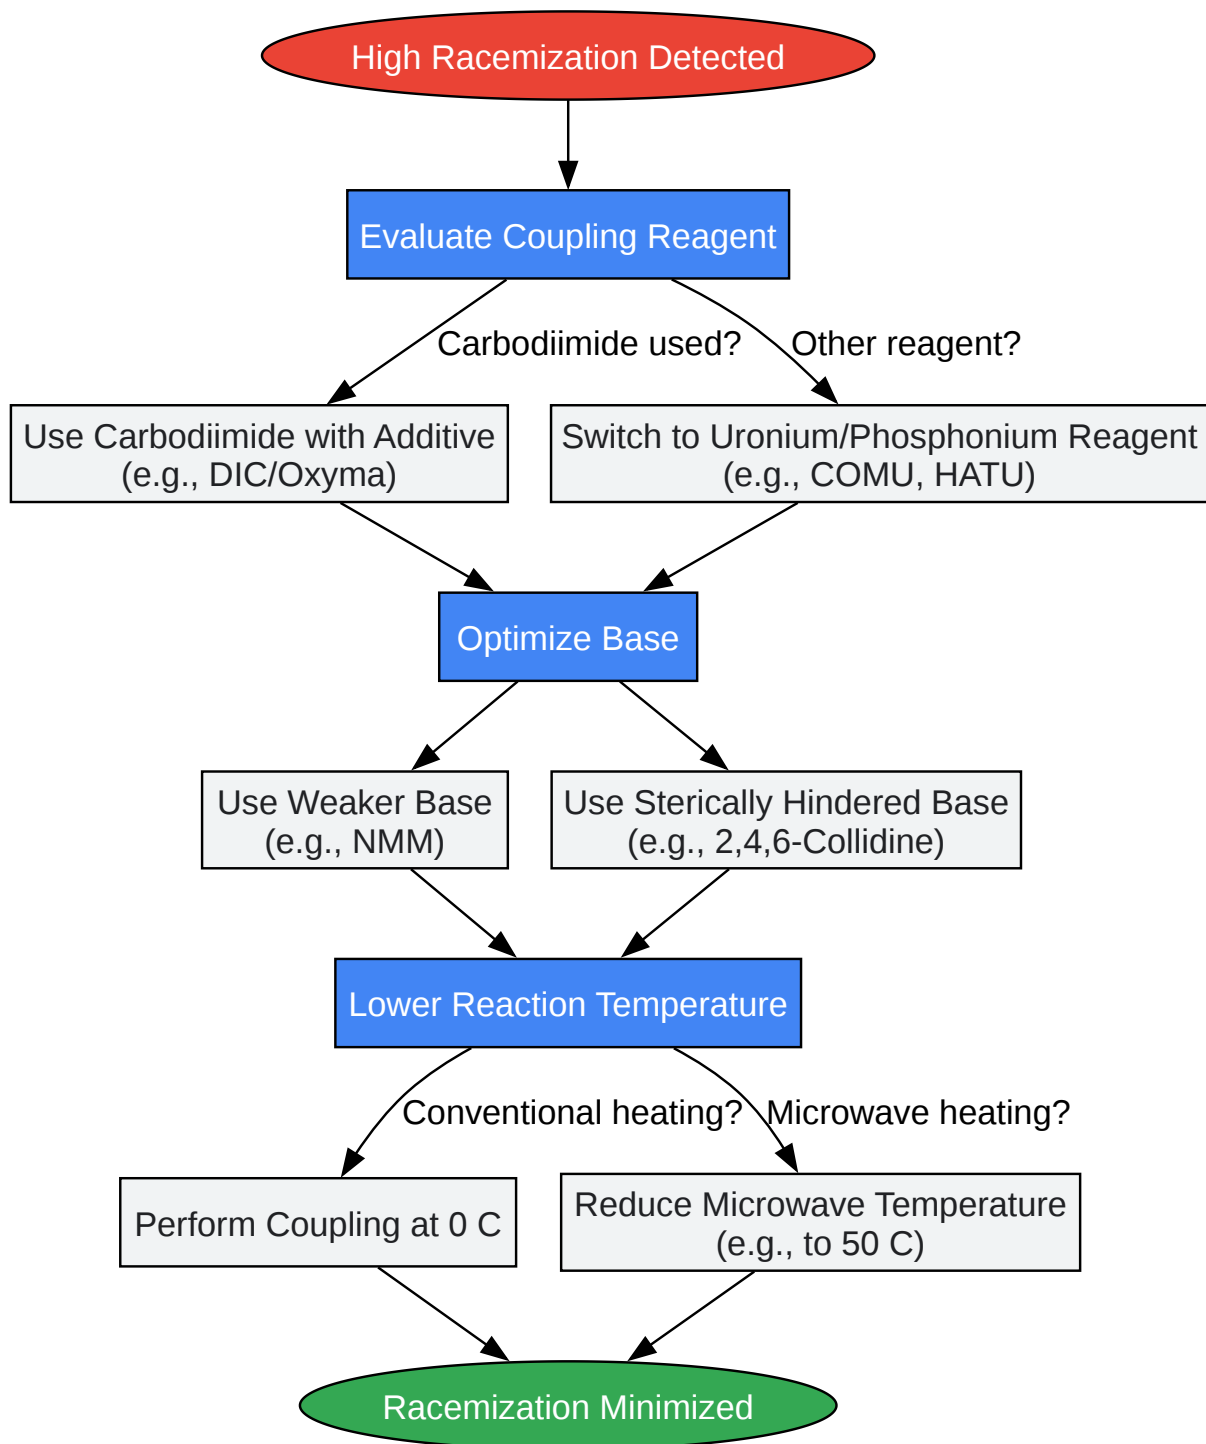 High Racemization Detected
Evaluate Coupling Reagent
Carbodiimide used?
Other reagent?
Use Carbodiimide with Additive
(e.g., DIC/Oxyma)
Switch to Uronium/Phosphonium Reagent
(e.g., COMU, HATU)
Optimize Base
Use Weaker Base
(e.g., NMM)
Use Sterically Hindered Base
(e.g., 2,4,6-Collidine)
Lower Reaction Temperature
Conventional heating?
Microwave heating?
Perform Coupling at 0 C
Reduce Microwave Temperature
(e.g., to 50 C)
Racemization Minimized